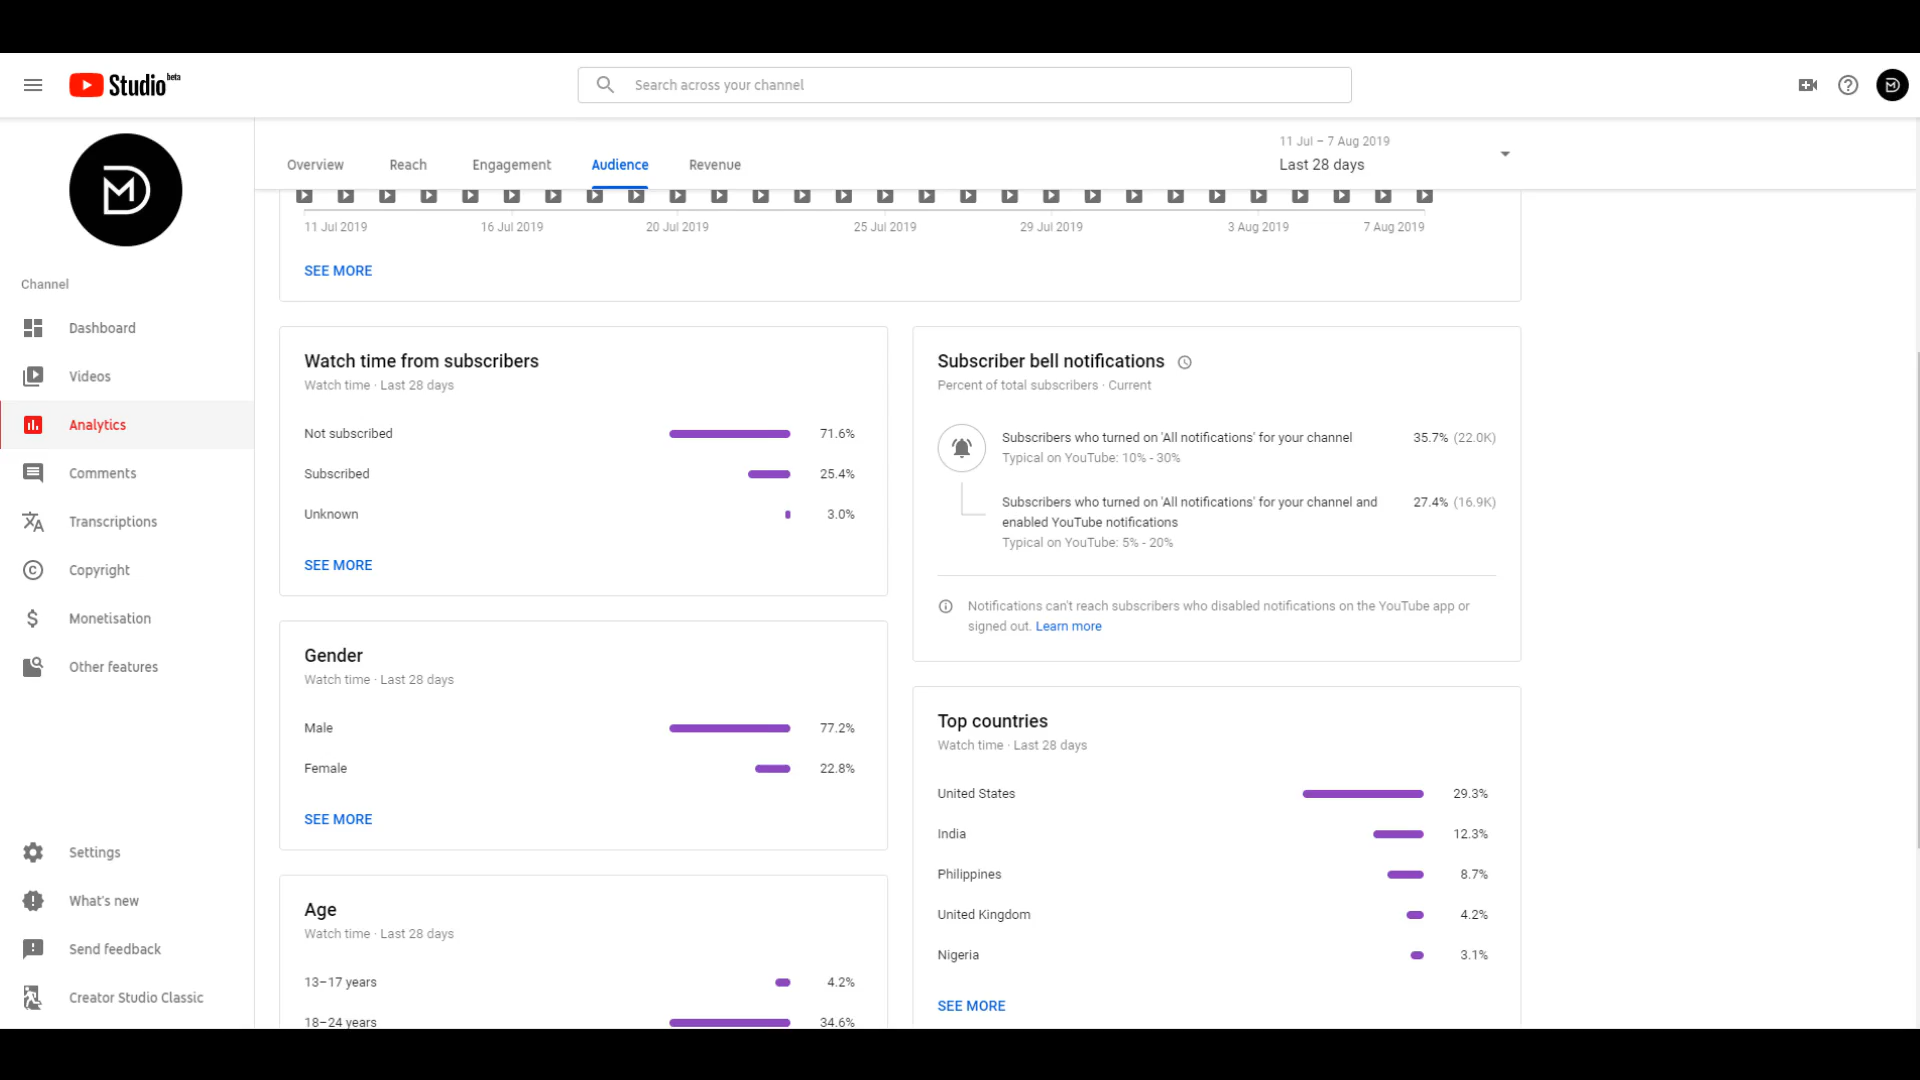 Studio beta
Search across your channel
Overview
Reach
Engagement
Audience
Revenue
11 Jul – 7 Aug 2019
Last 28 days
Channel
Dashboard
Videos
Analytics
Comments
Transcriptions
Copyright
Monetisation
Other features
Settings
What's new
Send feedback
Creator Studio Classic
11 Jul 2019
16 Jul 2019
20 Jul 2019
25 Jul 2019
29 Jul 2019
3 Aug 2019
7 Aug 2019
SEE MORE
Watch time from subscribers
Watch time · Last 28 days
Not subscribed 71.6%
Subscribed 25.4%
Unknown 3.0%
SEE MORE
Gender
Watch time · Last 28 days
Male 77.2%
Female 22.8%
SEE MORE
Age
Watch time · Last 28 days
13–17 years 4.2%
18–24 years 34.6%
Subscriber bell notifications
Percent of total subscribers · Current
Subscribers who turned on 'All notifications' for your channel 35.7% (22.0K)
Typical on YouTube: 10% - 30%
Subscribers who turned on 'All notifications' for your channel and 27.4% (16.9K)
enabled YouTube notifications
Typical on YouTube: 5% - 20%
Notifications can't reach subscribers who disabled notifications on the YouTube app or
signed out. Learn more
Top countries
Watch time · Last 28 days
United States 29.3%
India 12.3%
Philippines 8.7%
United Kingdom 4.2%
Nigeria 3.1%
SEE MORE